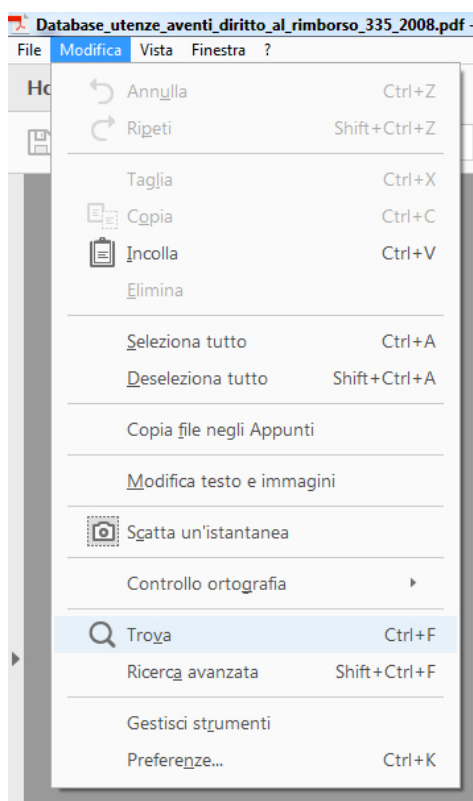 Database_utenze_aventi_diritto_al_rimborso_335_2008.pdf -
File Modifica Vista Finestra ?
Annulla Ctrl+Z
Ripeti Shift+Ctrl+Z
Taglia Ctrl+X
Copia Ctrl+C
Incolla Ctrl+V
Elimina
Seleziona tutto Ctrl+A
Deseleziona tutto Shift+Ctrl+A
Copia file negli Appunti
Modifica testo e immagini
Scatta un'istantanea
Controllo ortografia
Trova Ctrl+F
Ricerca avanzata Shift+Ctrl+F
Gestisci strumenti
Preferenze... Ctrl+K